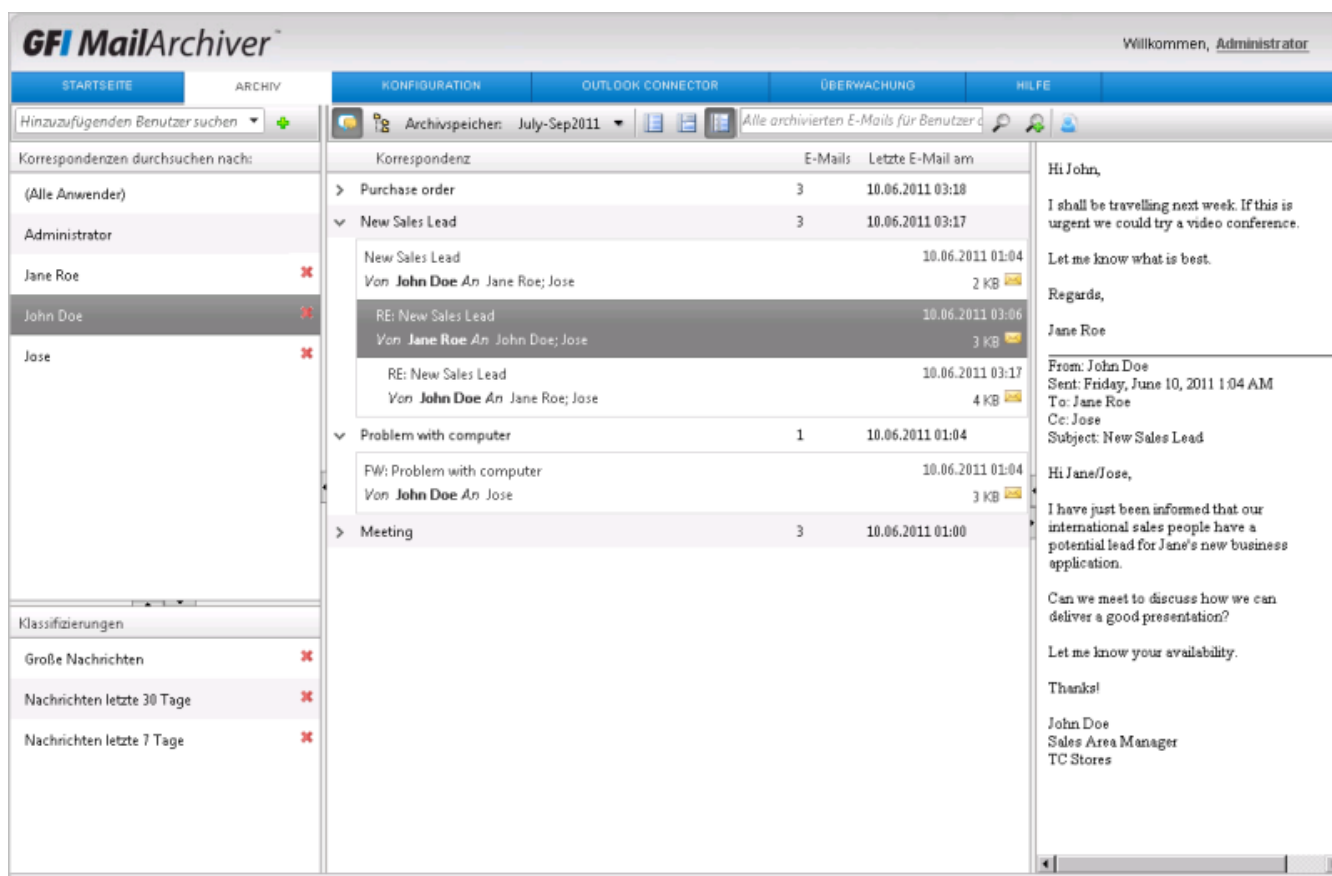 GFI MailArchiver™
Willkommen, Administrator
STARTSEITE ARCHIV KONFIGURATION OUTLOOK CONNECTOR ÜBERWACHUNG HILFE
Hinzuzufügenden Benutzer suchen
Archivspeicher: July-Sep2011
Alle archivierten E-Mails für Benutzer
Korrespondenzen durchsuchen nach:
(Alle Anwender)
Administrator
Jane Roe
John Doe
Jose
Klassifizierungen
Große Nachrichten
Nachrichten letzte 30 Tage
Nachrichten letzte 7 Tage
Korrespondenz E-Mails Letzte E-Mail am
Purchase order 3 10.06.2011 03:18
New Sales Lead 3 10.06.2011 03:17
New Sales Lead 10.06.2011 01:04
Von John Doe An Jane Roe; Jose 2 KB
RE: New Sales Lead 10.06.2011 03:06
Von Jane Roe An John Doe; Jose 3 KB
RE: New Sales Lead 10.06.2011 03:17
Von John Doe An Jane Roe; Jose 4 KB
Problem with computer 1 10.06.2011 01:04
FW: Problem with computer 10.06.2011 01:04
Von John Doe An Jose 3 KB
Meeting 3 10.06.2011 01:00
Hi John,
I shall be travelling next week. If this is
urgent we could try a video conference.
Let me know what is best.
Regards,
Jane Roe
From: John Doe
Sent: Friday, June 10, 2011 1:04 AM
To: Jane Roe
Cc: Jose
Subject: New Sales Lead
Hi Jane/Jose,
I have just been informed that our
international sales people have a
potential lead for Jane's new business
application.
Can we meet to discuss how we can
deliver a good presentation?
Let me know your availability.
Thanks!
John Doe
Sales Area Manager
TC Stores